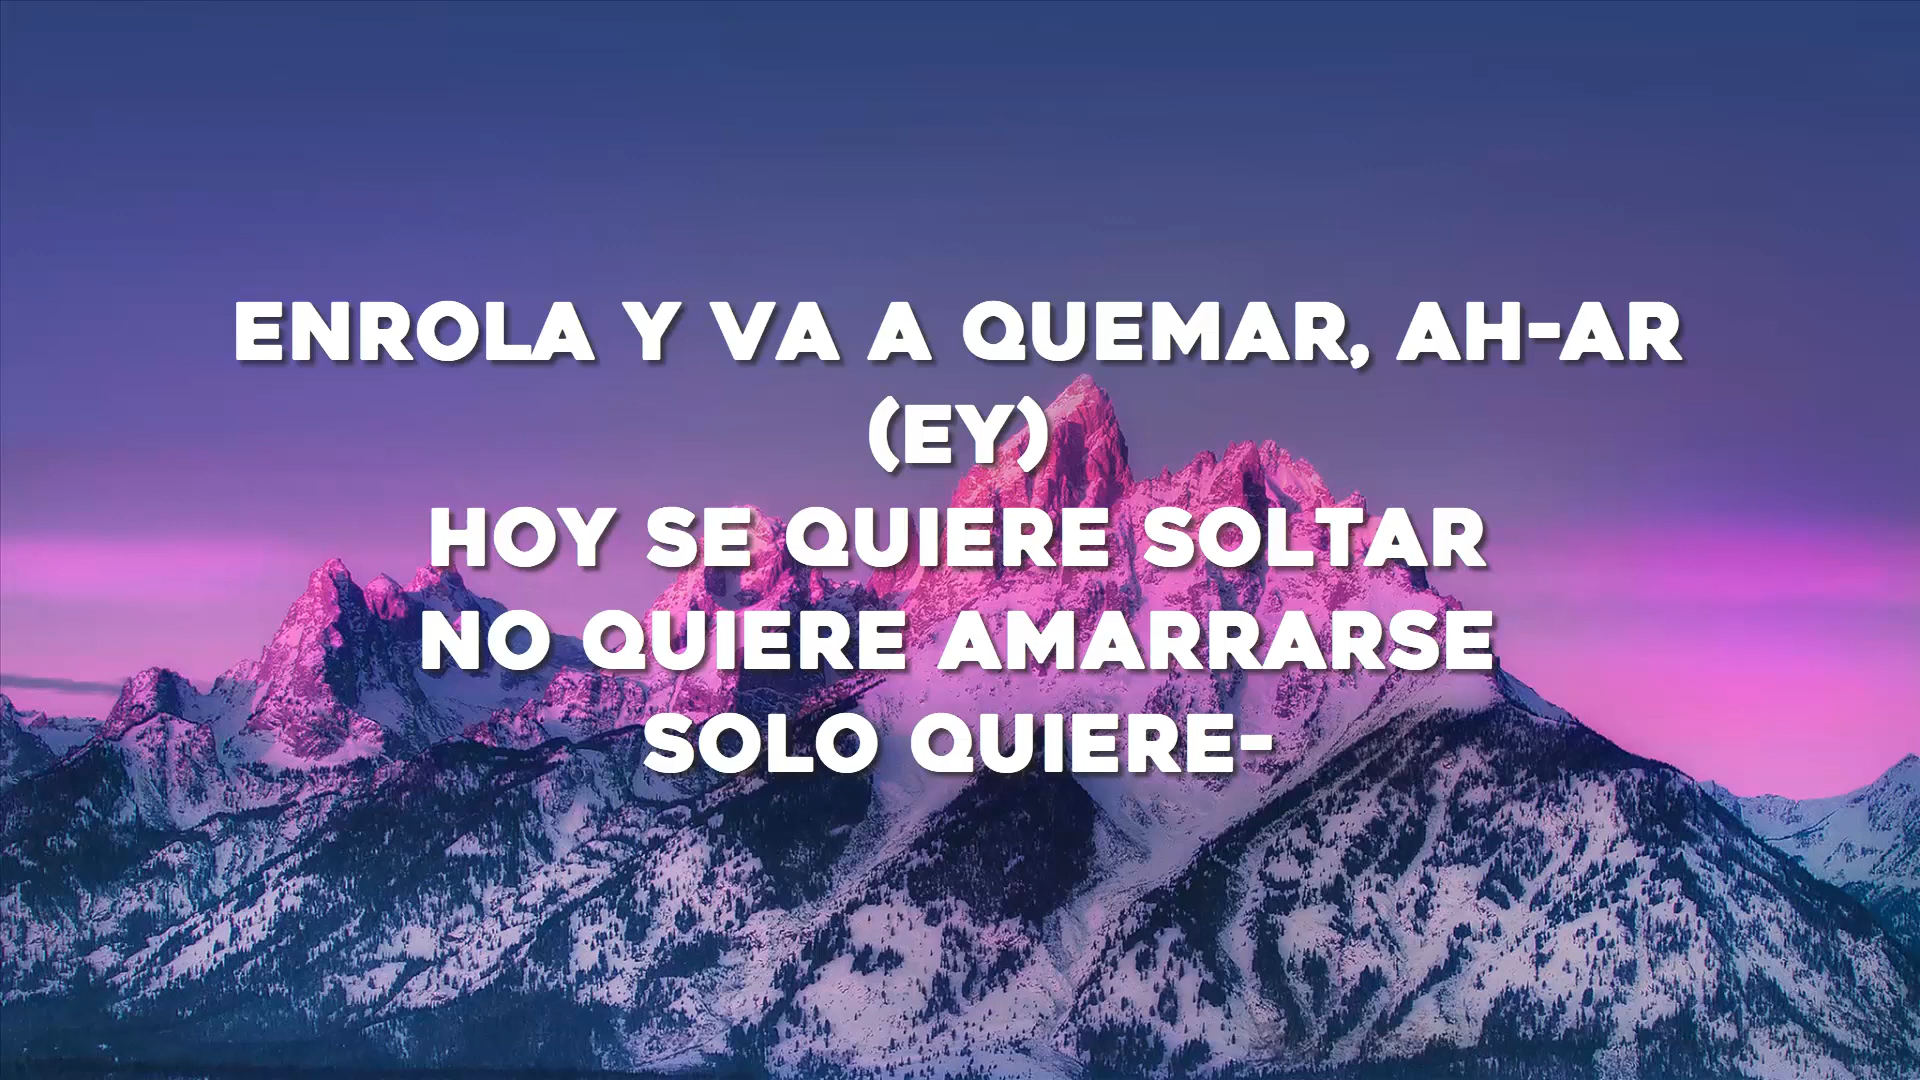 ENROLA Y VA A QUEMAR, AH-AR
(EY)
HOY SE QUIERE SOLTAR
NO QUIERE AMARRARSE
SOLO QUIERE-